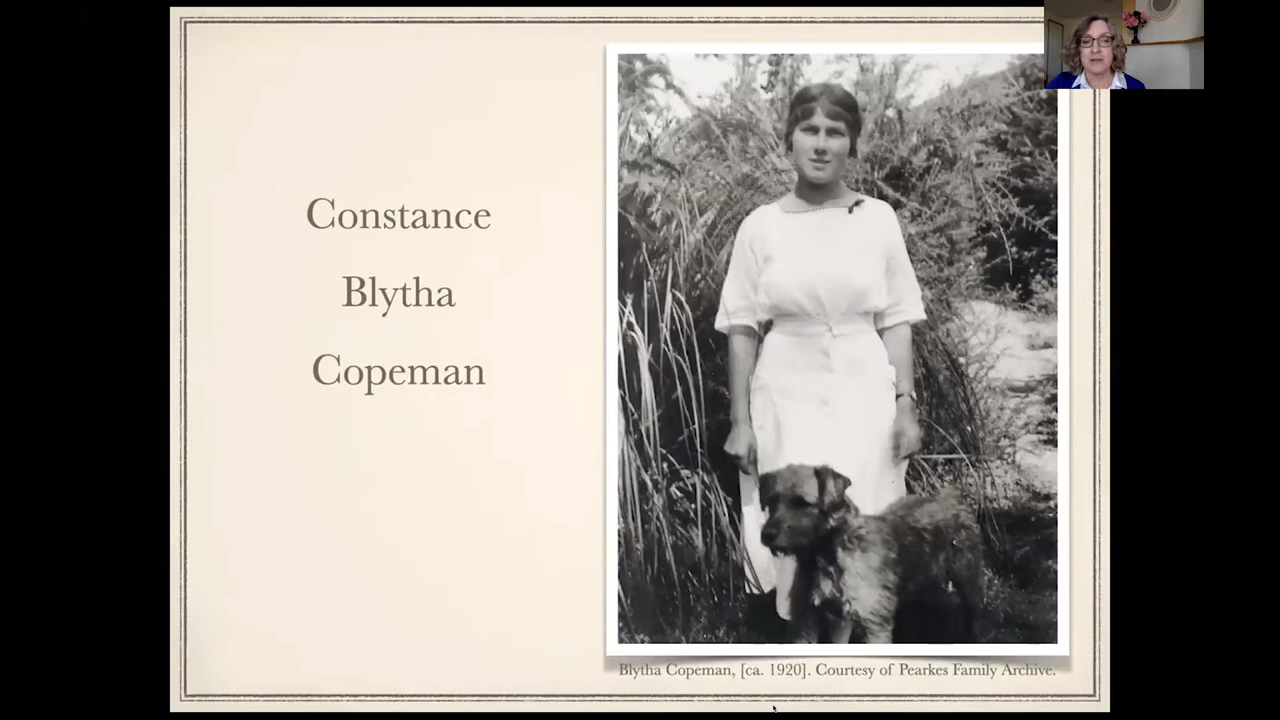 Constance
Blytha
Copeman
Blytha Copeman, [ca. 1920]. Courtesy of Pearkes Family Archive.